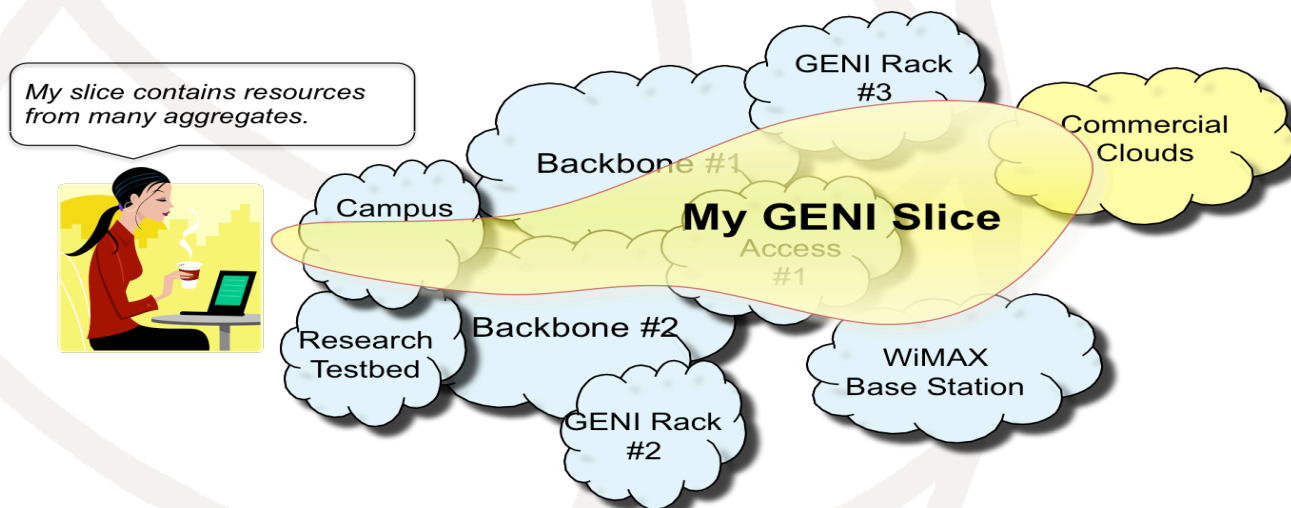 My slice contains resources
from many aggregates.
GENI Rack
#3
Commercial
Clouds
Backbone #1
Campus
My GENI Slice
Access
#1
Backbone #2
Research
Testbed
WiMAX
Base Station
GENI Rack
#2